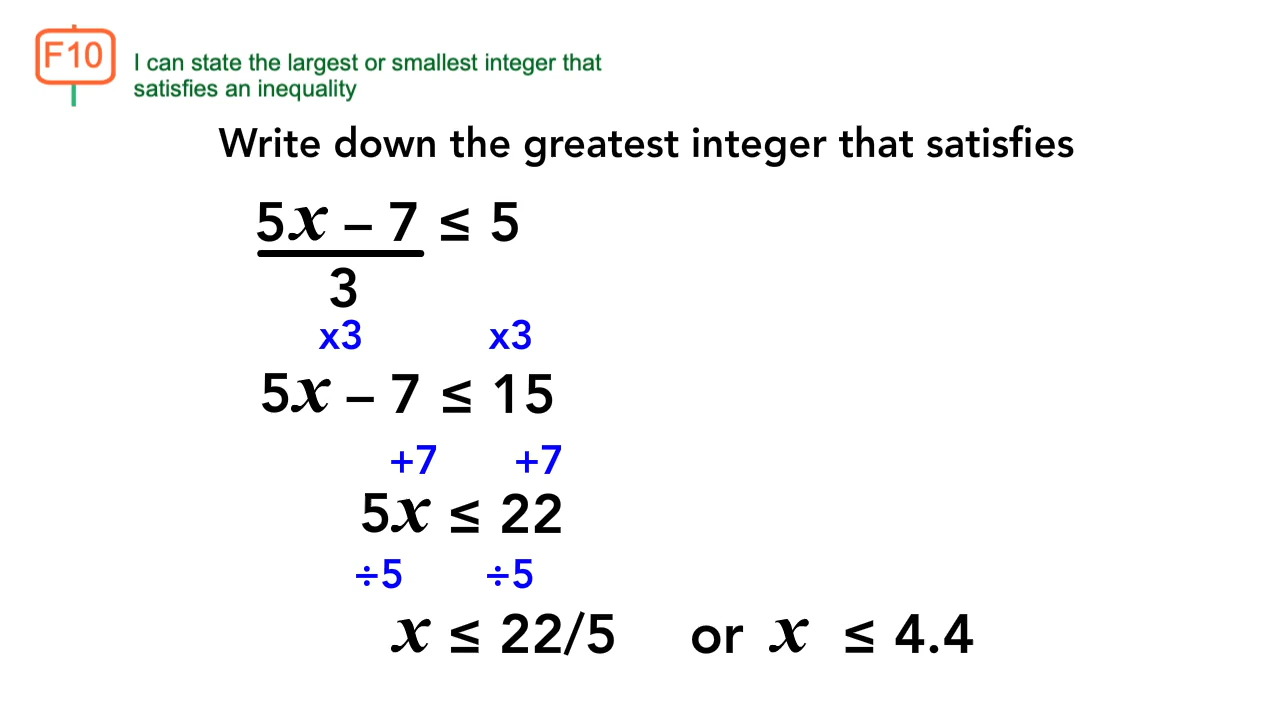 F10
I can state the largest or smallest integer that
satisfies an inequality
Write down the greatest integer that satisfies
5x – 7 ≤ 5
3
x3 x3
5x – 7 ≤ 15
+7 +7
5x ≤ 22
÷5 ÷5
x ≤ 22/5 or x ≤ 4.4